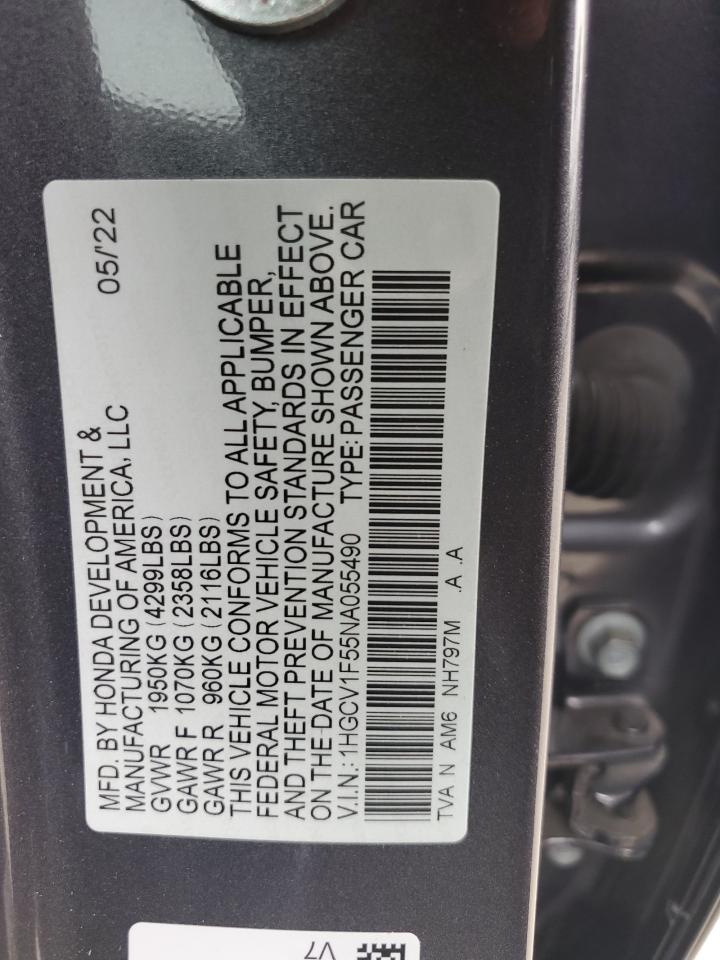 MFD. BY HONDA DEVELOPMENT &
MANUFACTURING OF AMERICA, LLC 05/'22
GVWR 1950KG (4299LBS)
GAWR F 1070KG (2358LBS)
GAWR R 960KG (2116LBS)
THIS VEHICLE CONFORMS TO ALL APPLICABLE
FEDERAL MOTOR VEHICLE SAFETY, BUMPER,
AND THEFT PREVENTION STANDARDS IN EFFECT
ON THE DATE OF MANUFACTURE SHOWN ABOVE.
V.I.N.: 1HGCV1F55NA055490 TYPE: PASSENGER CAR
TVA N AM6 NH797M .A .A
V7